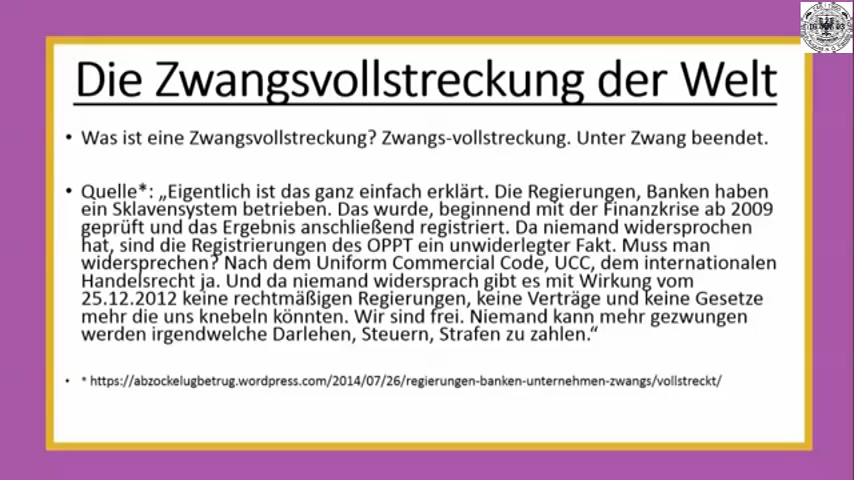 Die Zwangsvollstreckung der Welt
• Was ist eine Zwangsvollstreckung? Zwangs-vollstreckung. Unter Zwang beendet.
• Quelle*: „Eigentlich ist das ganz einfach erklärt. Die Regierungen, Banken haben
ein Sklavensystem betrieben. Das wurde, beginnend mit der Finanzkrise ab 2009
geprüft und das Ergebnis anschließend registriert. Da niemand widersprochen
hat, sind die Registrierungen des OPPT ein unwiderlegter Fakt. Muss man
widersprechen? Nach dem Uniform Commercial Code, UCC, dem internationalen
Handelsrecht ja. Und da niemand widersprach gibt es mit Wirkung vom
25.12.2012 keine rechtmäßigen Regierungen, keine Verträge und keine Gesetze
mehr die uns knebeln könnten. Wir sind frei. Niemand kann mehr gezwungen
werden irgendwelche Darlehen, Steuern, Strafen zu zahlen.“
• * https://abzockelugbetrug.wordpress.com/2014/07/26/regierungen-banken-unternehmen-zwangs/vollstreckt/